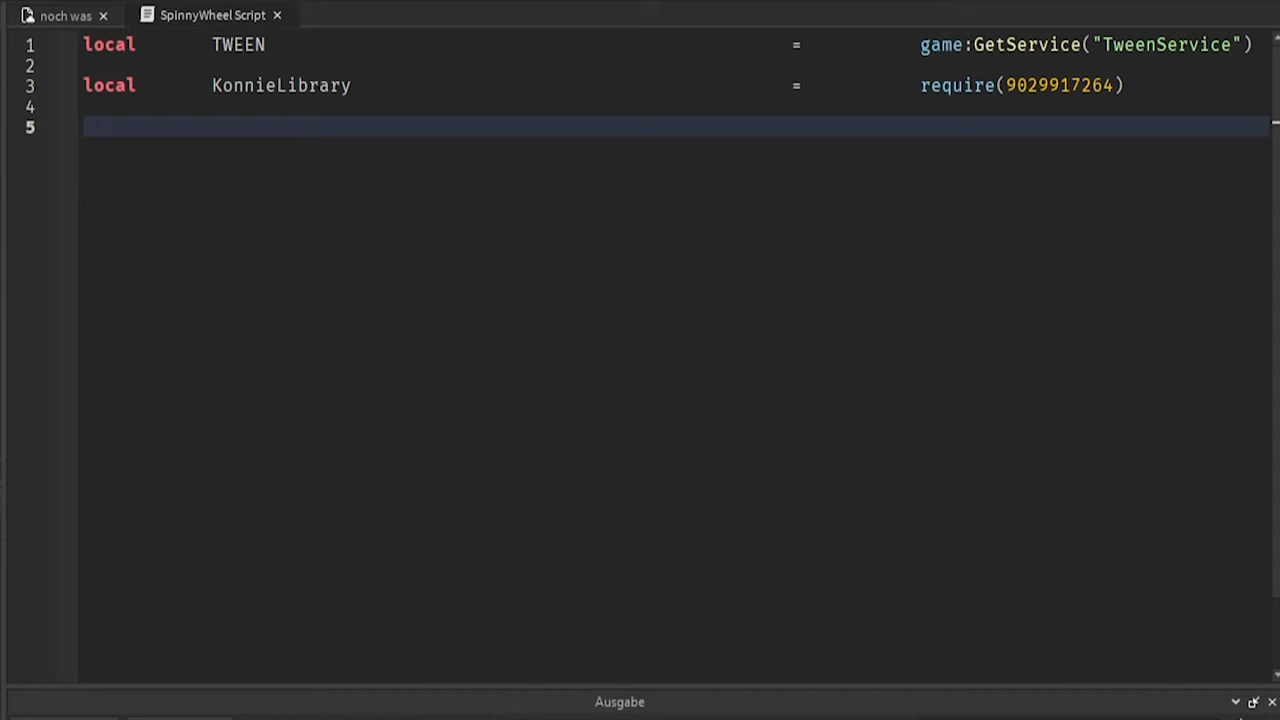 noch was SpinnyWheel Script
1 local TWEEN = game:GetService("TweenService")
2
3 local KonnieLibrary = require(9029917264)
4
5
Ausgabe